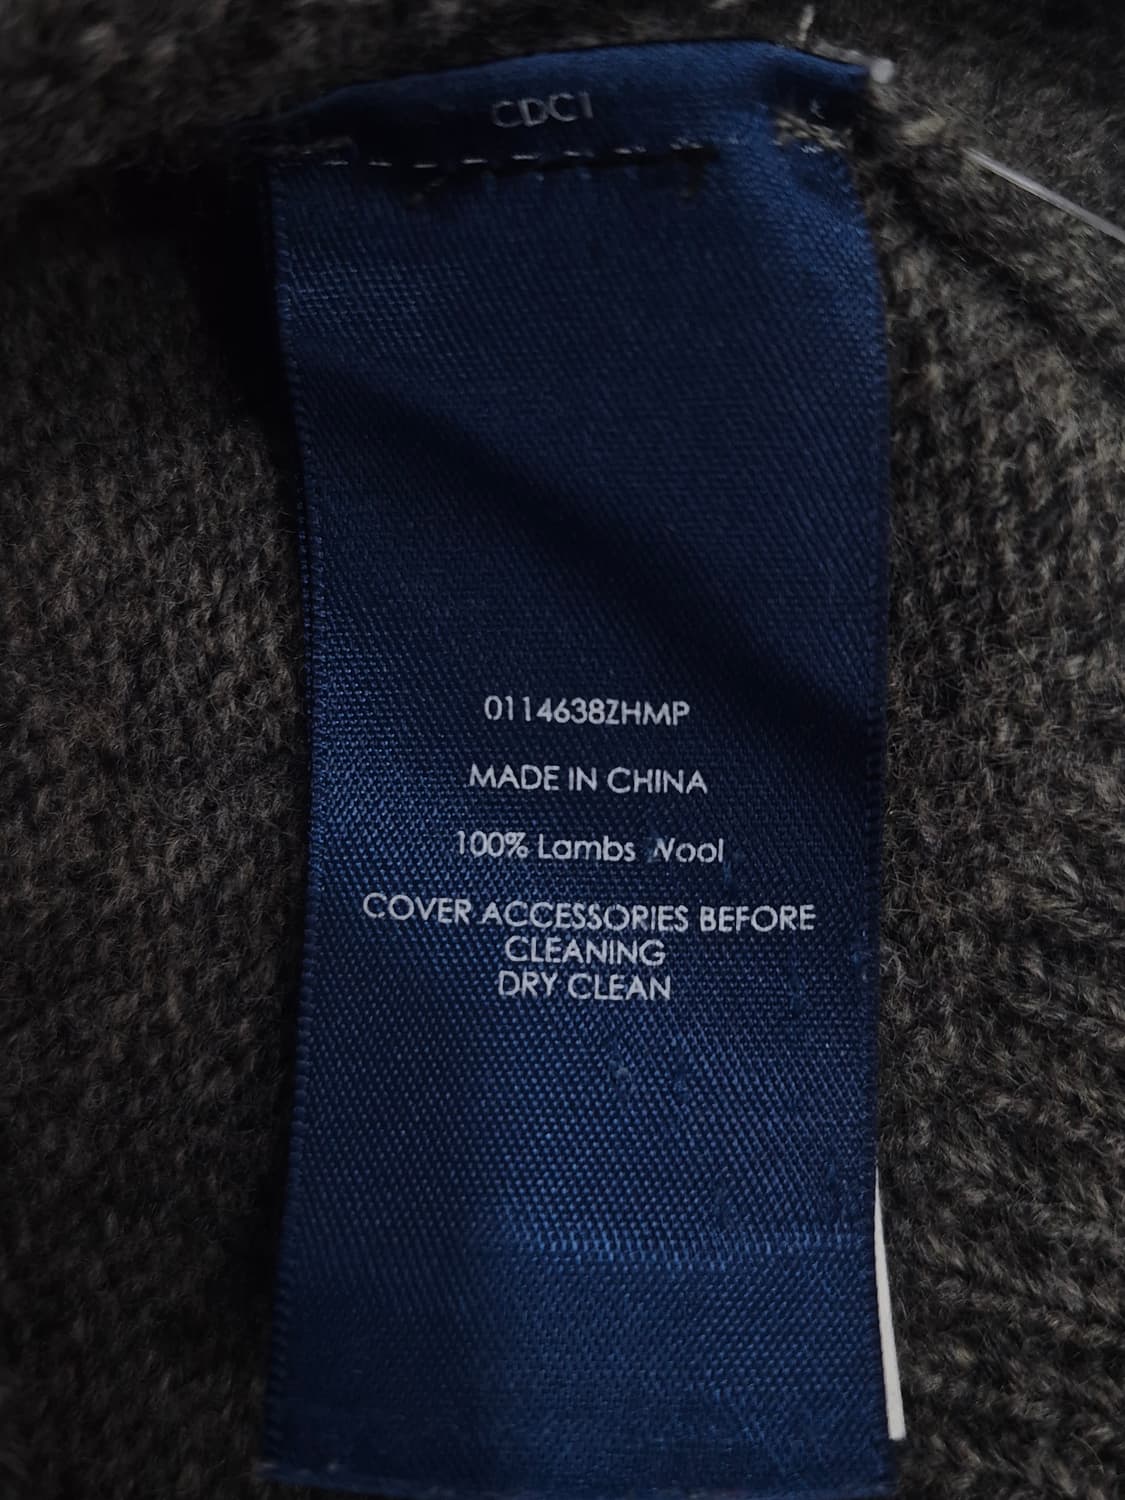 CDC1
0114638ZHMP
MADE IN CHINA
100% Lambs Wool
COVER ACCESSORIES BEFORE
CLEANING
DRY CLEAN